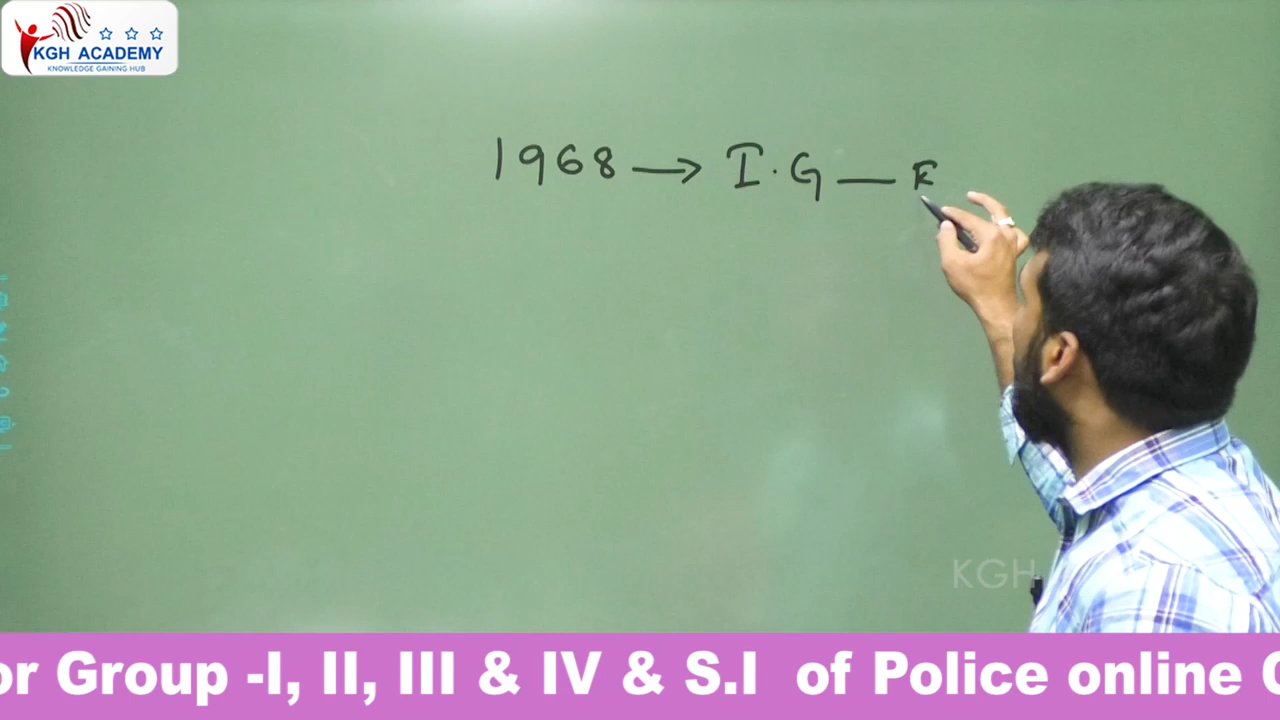 KGH ACADEMY
KNOWLEDGE GAINING HUB
1968 → I.G —
KGH
or Group -I, II, III & IV & S.I of Police online